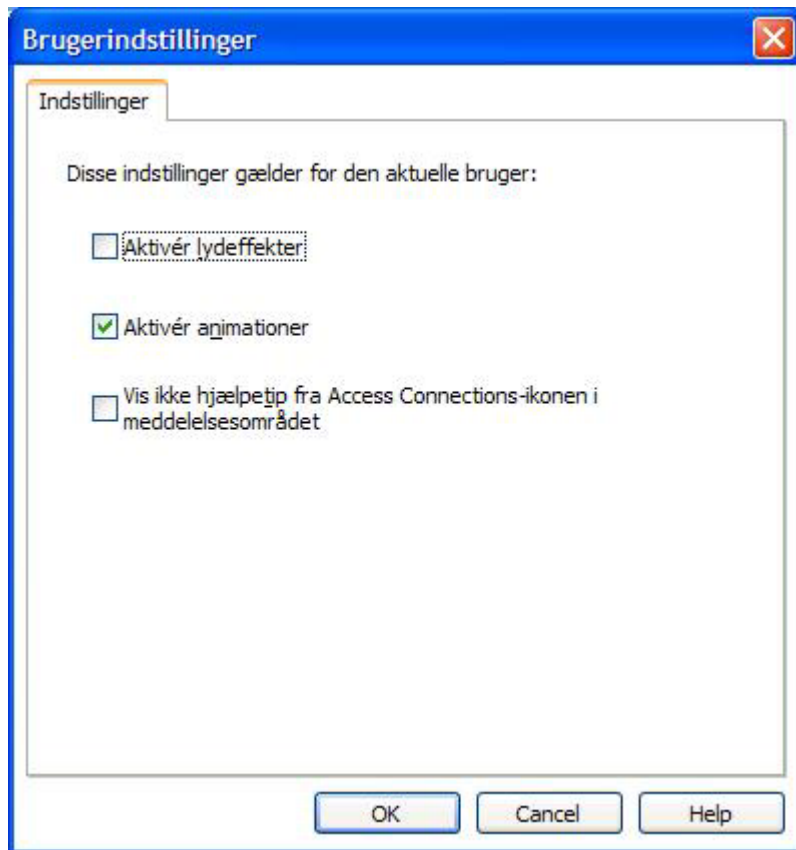 Brugerindstillinger
Indstillinger
Disse indstillinger gælder for den aktuelle bruger:
Aktivér lydeffekter
Aktivér animationer
Vis ikke hjælpetip fra Access Connections-ikonen i
meddelelsesområdet
OK Cancel Help